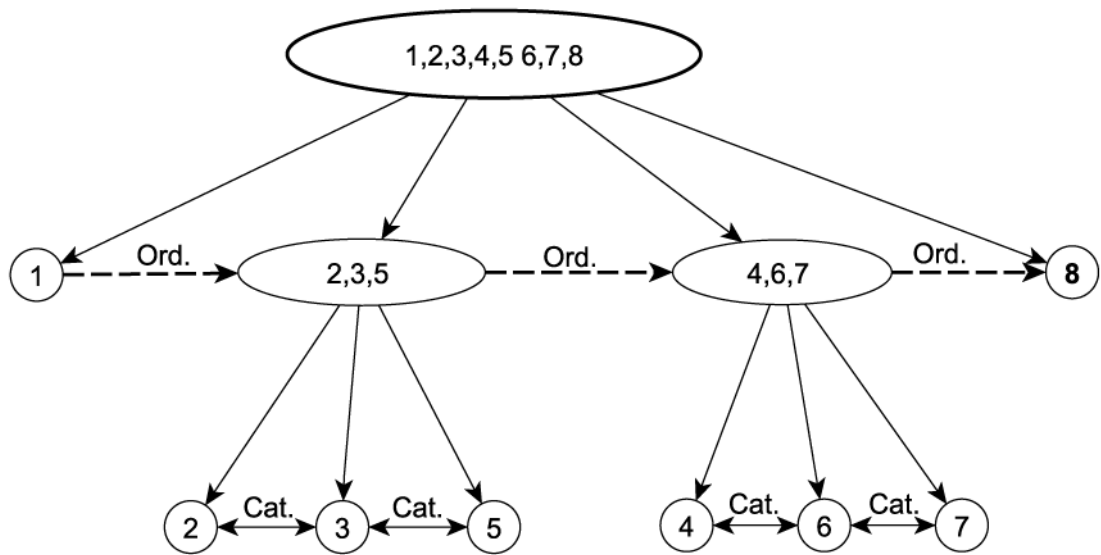 1,2,3,4,5 6,7,8
Ord. Ord. Ord.
1 2,3,5 4,6,7 8
Cat. Cat. Cat. Cat.
2 3 5 4 6 7